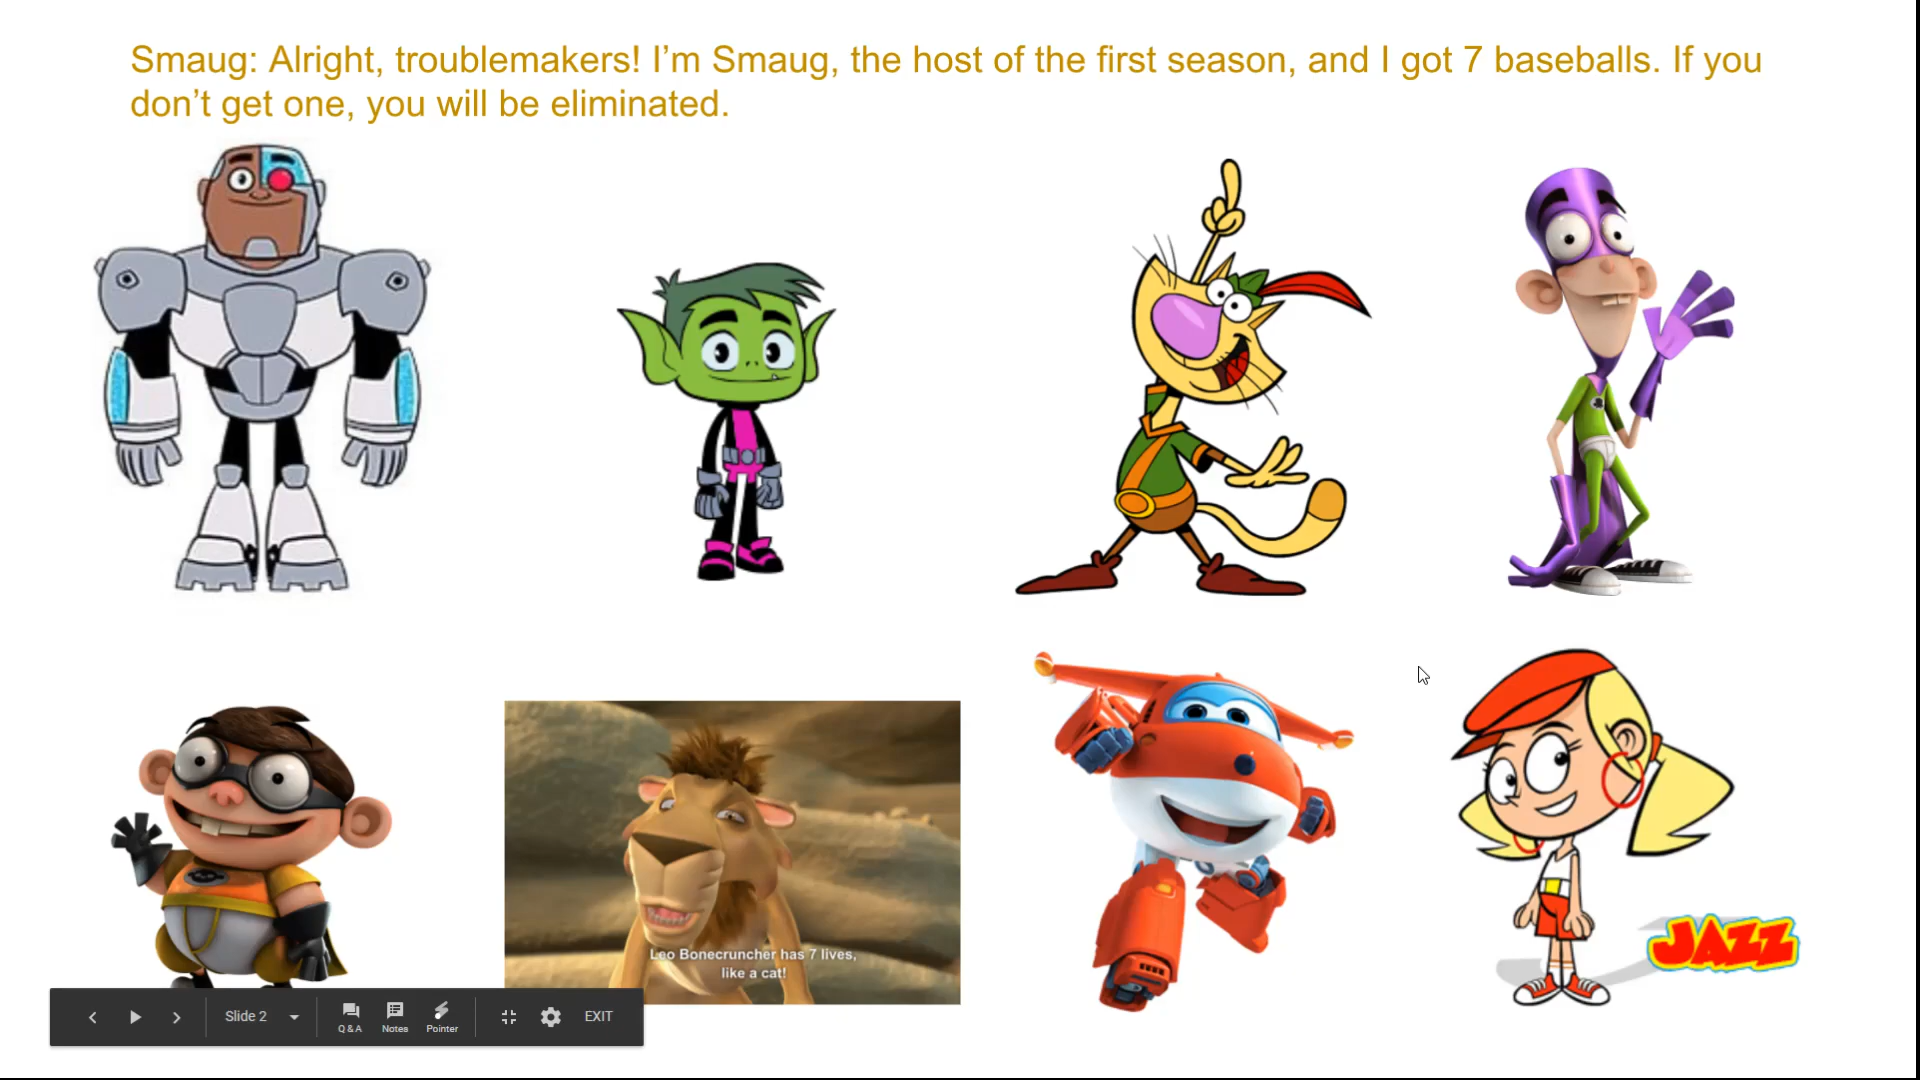 Smaug: Alright, troublemakers! I’m Smaug, the host of the first season, and I got 7 baseballs. If you
don’t get one, you will be eliminated.
Leo Bonecruncher has 7 lives,
like a cat!
JAZZ
Slide 2
Q & A
Notes
Pointer
EXIT